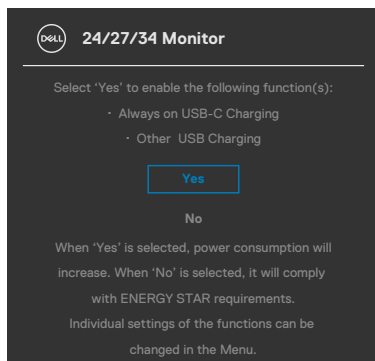 DELL
24/27/34 Monitor
Select ‘Yes’ to enable the following function(s):
· Always on USB-C Charging
· Other USB Charging
Yes
No
When ‘Yes’ is selected, power consumption will
increase. When ‘No’ is selected, it will comply
with ENERGY STAR requirements.
Individual settings of the functions can be
changed in the Menu.